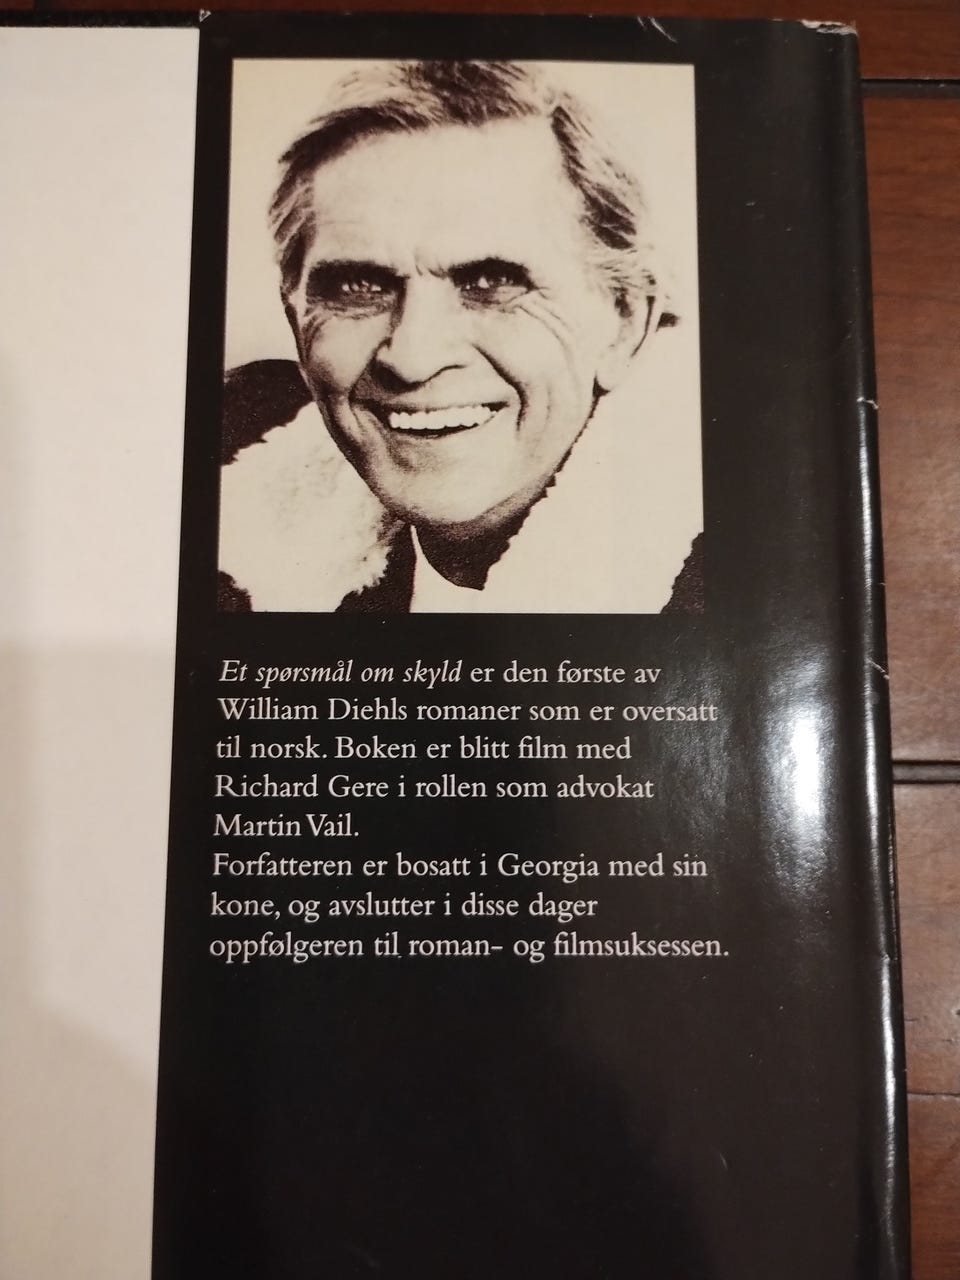 Et spørsmål om skyld er den første av
William Diehls romaner som er oversatt
til norsk. Boken er blitt film med
Richard Gere i rollen som advokat
Martin Vail.
Forfatteren er bosatt i Georgia med sin
kone, og avslutter i disse dager
oppfølgeren til roman- og filmsuksessen.